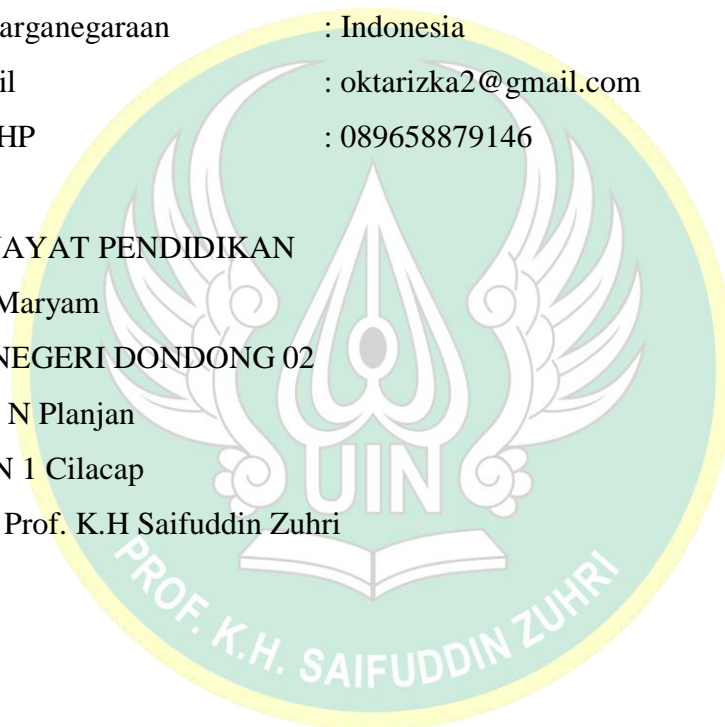 arganegaraan : Indonesia
il : oktarizka2@gmail.com
HP : 089658879146
AYAT PENDIDIKAN
Maryam
NEGERI DONDONG 02
N Planjan
N 1 Cilacap
Prof. K.H Saifuddin Zuhri
UIN
PROF. K.H. SAIFUDDIN ZUHRI